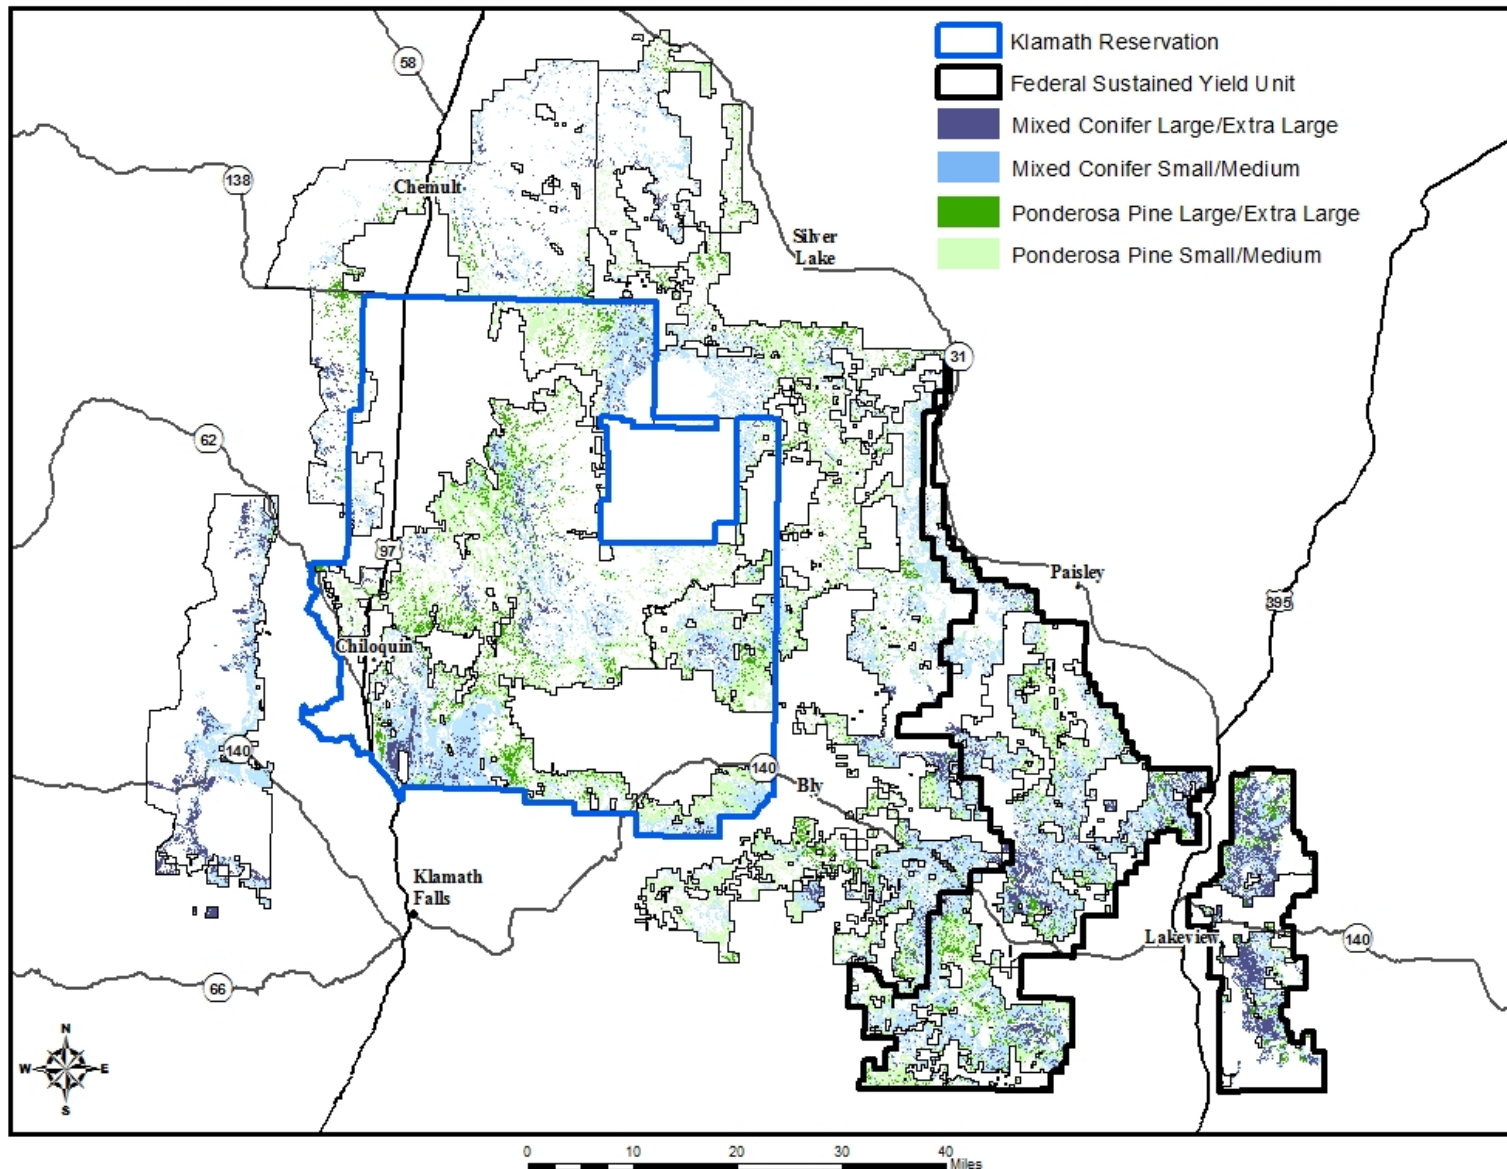 Klamath Reservation
Federal Sustained Yield Unit
Mixed Conifer Large/Extra Large
Mixed Conifer Small/Medium
Ponderosa Pine Large/Extra Large
Ponderosa Pine Small/Medium
58
138
Chemult
Silver
Lake
31
62
97
Paisley
395
Chiloquin
140
140
Bly
Klamath
Falls
Lakeview
140
66
N
W
E
S
0
10
20
30
40
Miles